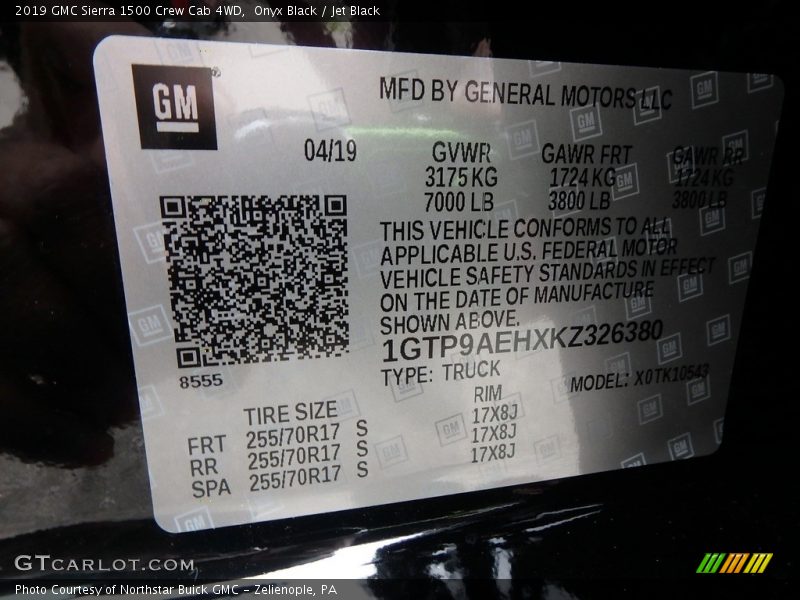 2019 GMC Sierra 1500 Crew Cab 4WD, Onyx Black / Jet Black
GM
MFD BY GENERAL MOTORS LLC
04/19
GVWR GAWR FRT GAWR RR
3175 KG 1724 KG 1724 KG
7000 LB 3800 LB 3800 LB
THIS VEHICLE CONFORMS TO ALL
APPLICABLE U.S. FEDERAL MOTOR
VEHICLE SAFETY STANDARDS IN EFFECT
ON THE DATE OF MANUFACTURE
SHOWN ABOVE.
1GTP9AEHXKZ326380
TYPE: TRUCK MODEL: X0TK10543
8555
TIRE SIZE RIM
FRT 255/70R17 S 17X8J
RR 255/70R17 S 17X8J
SPA 255/70R17 S 17X8J
GTCARLOT.COM
Photo Courtesy of Northstar Buick GMC - Zelienople, PA